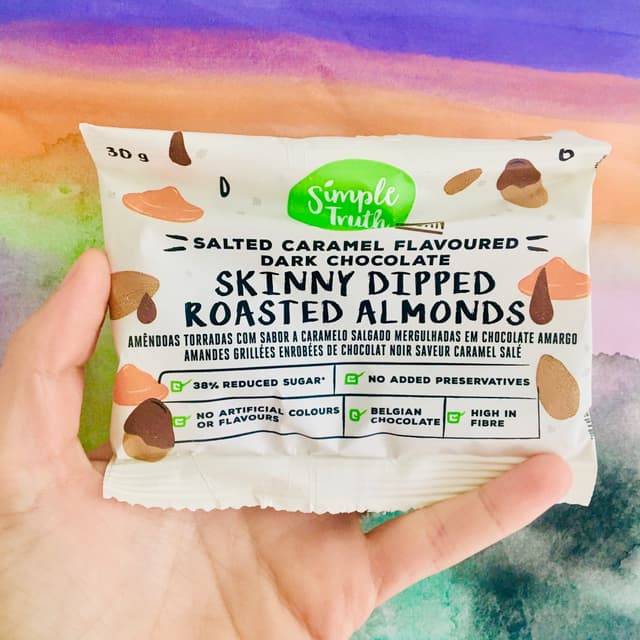 30 g
Simple
Truth
SALTED CARAMEL FLAVOURED
DARK CHOCOLATE
SKINNY DIPPED
ROASTED ALMONDS
AMÊNDOAS TORRADAS COM SABOR A CARAMELO SALGADO MERGULHADAS EM CHOCOLATE AMARGO
AMANDES GRILLÉES ENROBÉES DE CHOCOLAT NOIR SAVEUR CARAMEL SALÉ
38% REDUCED SUGAR*
NO ADDED PRESERVATIVES
NO ARTIFICIAL COLOURS
OR FLAVOURS
BELGIAN
CHOCOLATE
HIGH IN
FIBRE